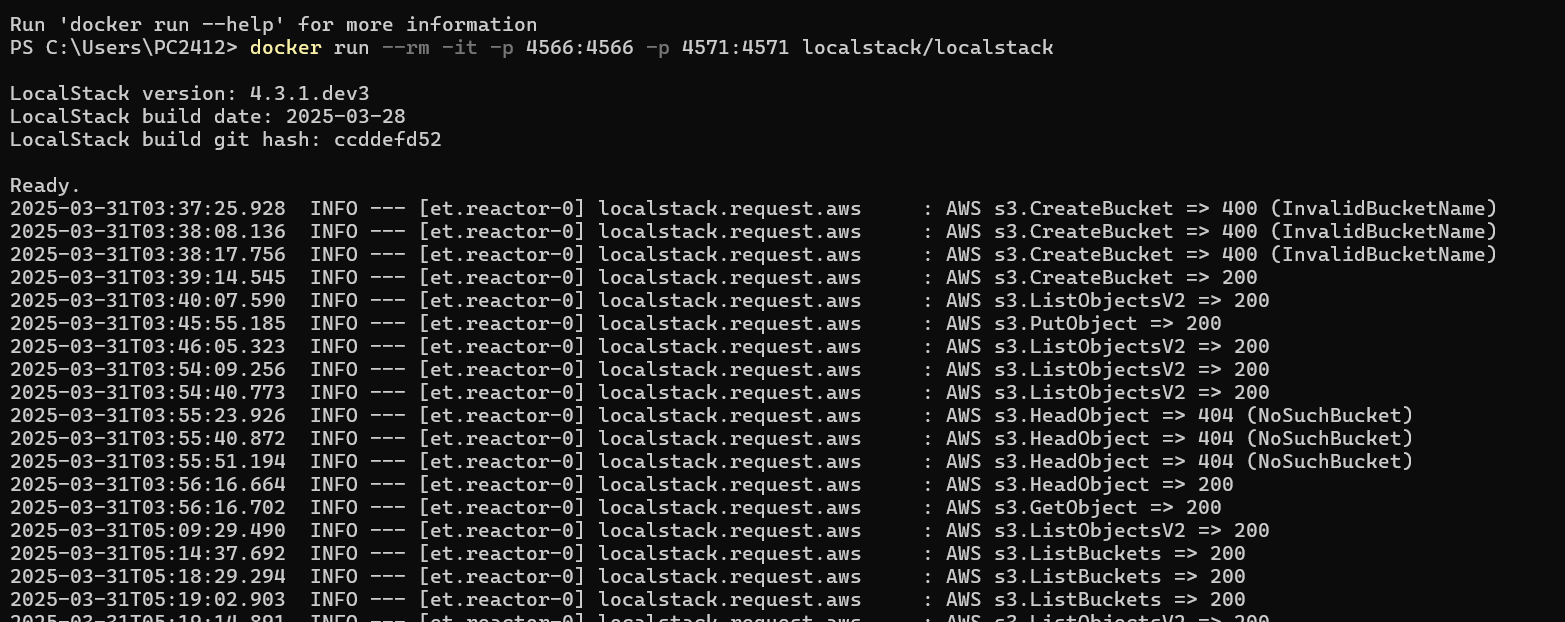 Run 'docker run --help' for more information
PS C:\Users\PC2412> docker run --rm -it -p 4566:4566 -p 4571:4571 localstack/localstack
LocalStack version: 4.3.1.dev3
LocalStack build date: 2025-03-28
LocalStack build git hash: ccddefd52
Ready.
2025-03-31T03:37:25.928  INFO --- [et.reactor-0] localstack.request.aws     : AWS s3.CreateBucket => 400 (InvalidBucketName)
2025-03-31T03:38:08.136  INFO --- [et.reactor-0] localstack.request.aws     : AWS s3.CreateBucket => 400 (InvalidBucketName)
2025-03-31T03:38:17.756  INFO --- [et.reactor-0] localstack.request.aws     : AWS s3.CreateBucket => 400 (InvalidBucketName)
2025-03-31T03:39:14.545  INFO --- [et.reactor-0] localstack.request.aws     : AWS s3.CreateBucket => 200
2025-03-31T03:40:07.590  INFO --- [et.reactor-0] localstack.request.aws     : AWS s3.ListObjectsV2 => 200
2025-03-31T03:45:55.185  INFO --- [et.reactor-0] localstack.request.aws     : AWS s3.PutObject => 200
2025-03-31T03:46:05.323  INFO --- [et.reactor-0] localstack.request.aws     : AWS s3.ListObjectsV2 => 200
2025-03-31T03:54:09.256  INFO --- [et.reactor-0] localstack.request.aws     : AWS s3.ListObjectsV2 => 200
2025-03-31T03:54:40.773  INFO --- [et.reactor-0] localstack.request.aws     : AWS s3.ListObjectsV2 => 200
2025-03-31T03:55:23.926  INFO --- [et.reactor-0] localstack.request.aws     : AWS s3.HeadObject => 404 (NoSuchBucket)
2025-03-31T03:55:40.872  INFO --- [et.reactor-0] localstack.request.aws     : AWS s3.HeadObject => 404 (NoSuchBucket)
2025-03-31T03:55:51.194  INFO --- [et.reactor-0] localstack.request.aws     : AWS s3.HeadObject => 404 (NoSuchBucket)
2025-03-31T03:56:16.664  INFO --- [et.reactor-0] localstack.request.aws     : AWS s3.HeadObject => 200
2025-03-31T03:56:16.702  INFO --- [et.reactor-0] localstack.request.aws     : AWS s3.GetObject => 200
2025-03-31T05:09:29.490  INFO --- [et.reactor-0] localstack.request.aws     : AWS s3.ListObjectsV2 => 200
2025-03-31T05:14:37.692  INFO --- [et.reactor-0] localstack.request.aws     : AWS s3.ListBuckets => 200
2025-03-31T05:18:29.294  INFO --- [et.reactor-0] localstack.request.aws     : AWS s3.ListBuckets => 200
2025-03-31T05:19:02.903  INFO --- [et.reactor-0] localstack.request.aws     : AWS s3.ListBuckets => 200
INFO --- [et.reactor-0] localstack.request.aws     : AWS s3.ListObjectsV2 => 200